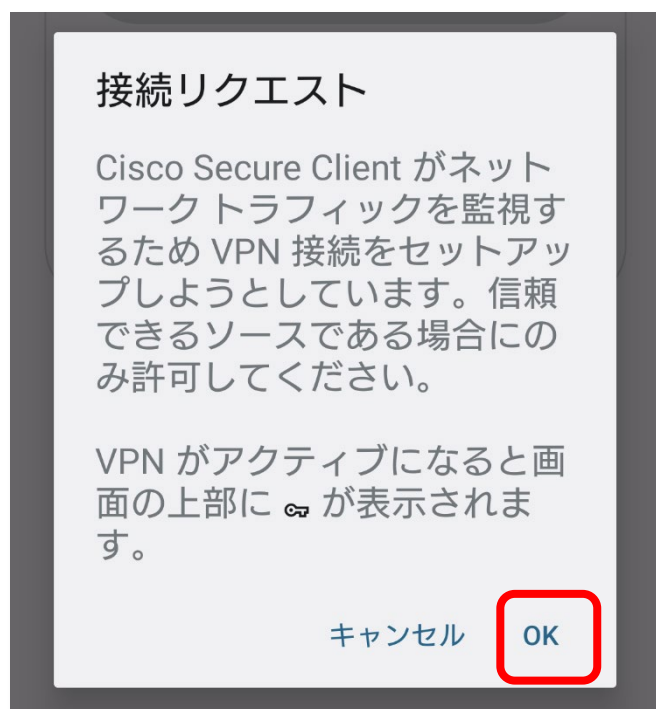 接続リクエスト
Cisco Secure Client がネット
ワーク トラフィックを監視す
るため VPN 接続をセットアッ
プしようとしています。信頼
できるソースである場合にの
み許可してください。
VPN がアクティブになると画
面の上部に が表示されま
す。
キャンセル OK